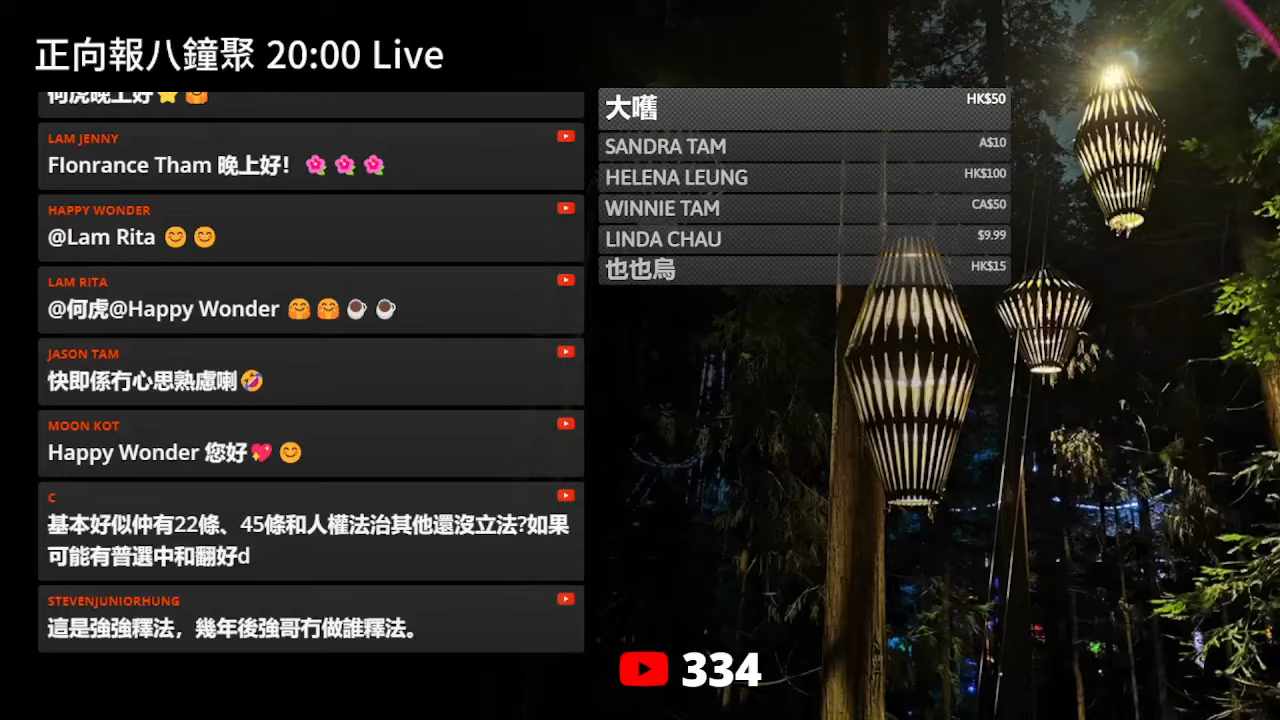 正向報八鐘聚 20:00 Live
何虎晚上好⭐🤗
LAM JENNY
Flonrance Tham 晚上好！ 🌺 🌺 🌺
HAPPY WONDER
@Lam Rita 😊 😊
LAM RITA
@何虎@Happy Wonder 🤗 🤗 ☕ ☕
JASON TAM
快即係冇心思熟慮喇🤣
MOON KOT
Happy Wonder 您好💖 😊
C
基本好似仲有22條、45條和人權法治其他還沒立法?如果
可能有普選中和翻好d
STEVENJUNIORHUNG
這是強強釋法，幾年後強哥冇做誰釋法。
大嚿 HK$50
SANDRA TAM A$10
HELENA LEUNG HK$100
WINNIE TAM CA$50
LINDA CHAU $9.99
也也烏 HK$15
334